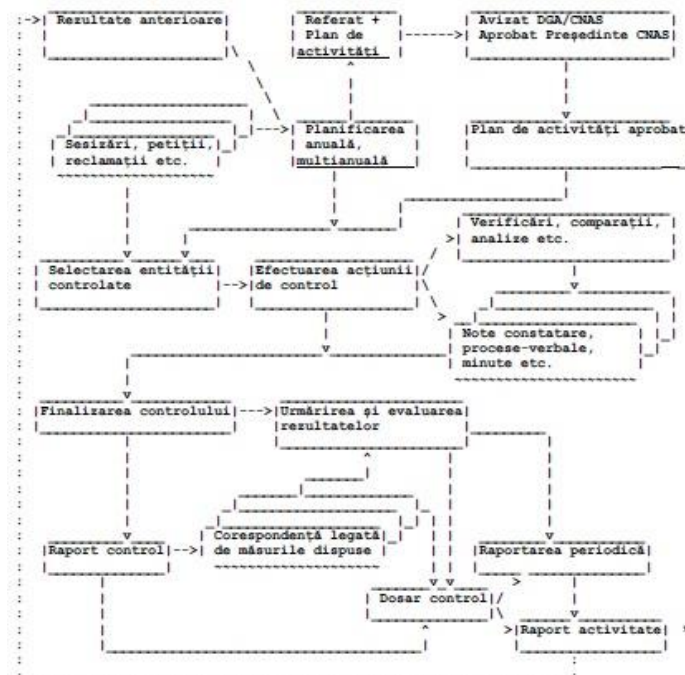 Rezultate anterioare
Referat +
Plan de
activități
Avizat DGA/CNAS
Aprobat Președinte CNAS
Sesizări, petiții,
reclamații etc.
Planificarea
anuală,
multianuală
Plan de activități aprobat
Selectarea entității
controlate
Efectuarea acțiunii
de control
Verificări, comparații,
analize etc.
Note constatare,
procese-verbale,
minute etc.
Finalizarea controlului
Urmărirea și evaluarea
rezultatelor
Raport control
Corespondență legată
de măsurile dispuse
Raportarea periodică
Dosar control
Raport activitate